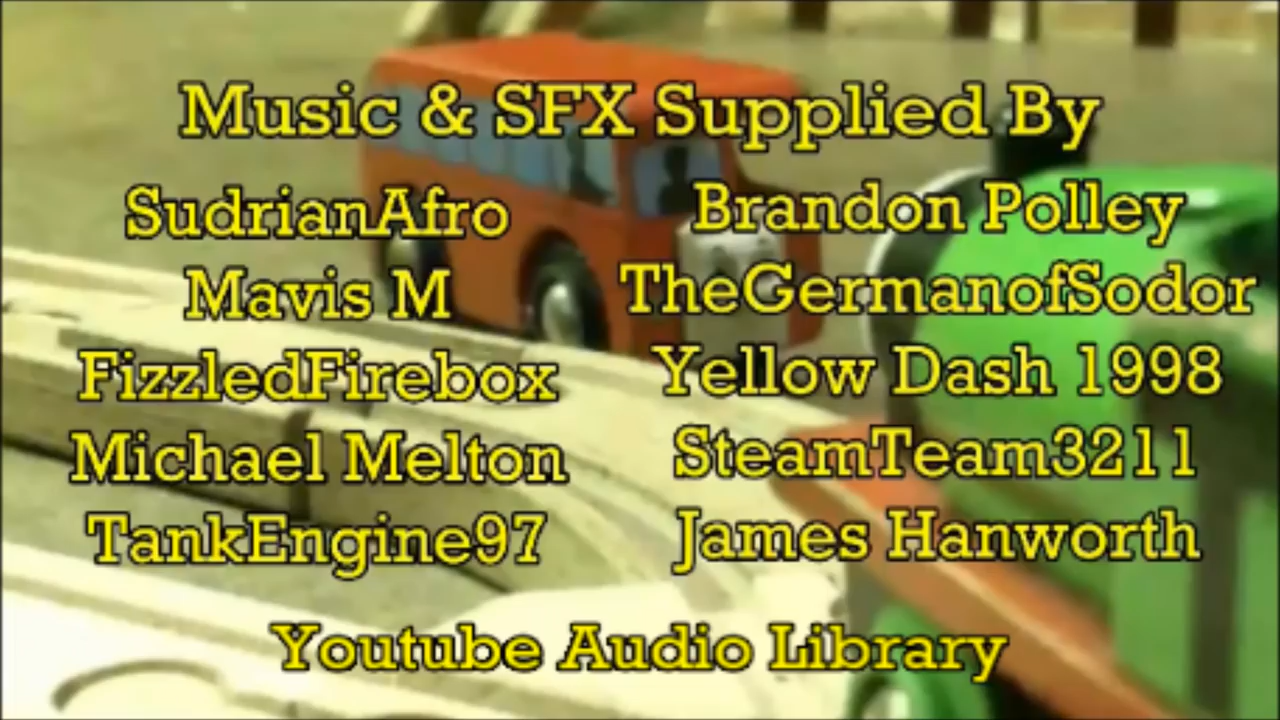 Music & SFX Supplied By
SudrianAfro
Brandon Polley
Mavis M
TheGermanofSodor
FizzledFirebox
Yellow Dash 1998
Michael Melton
SteamTeam3211
TankEngine97
James Hanworth
Youtube Audio Library